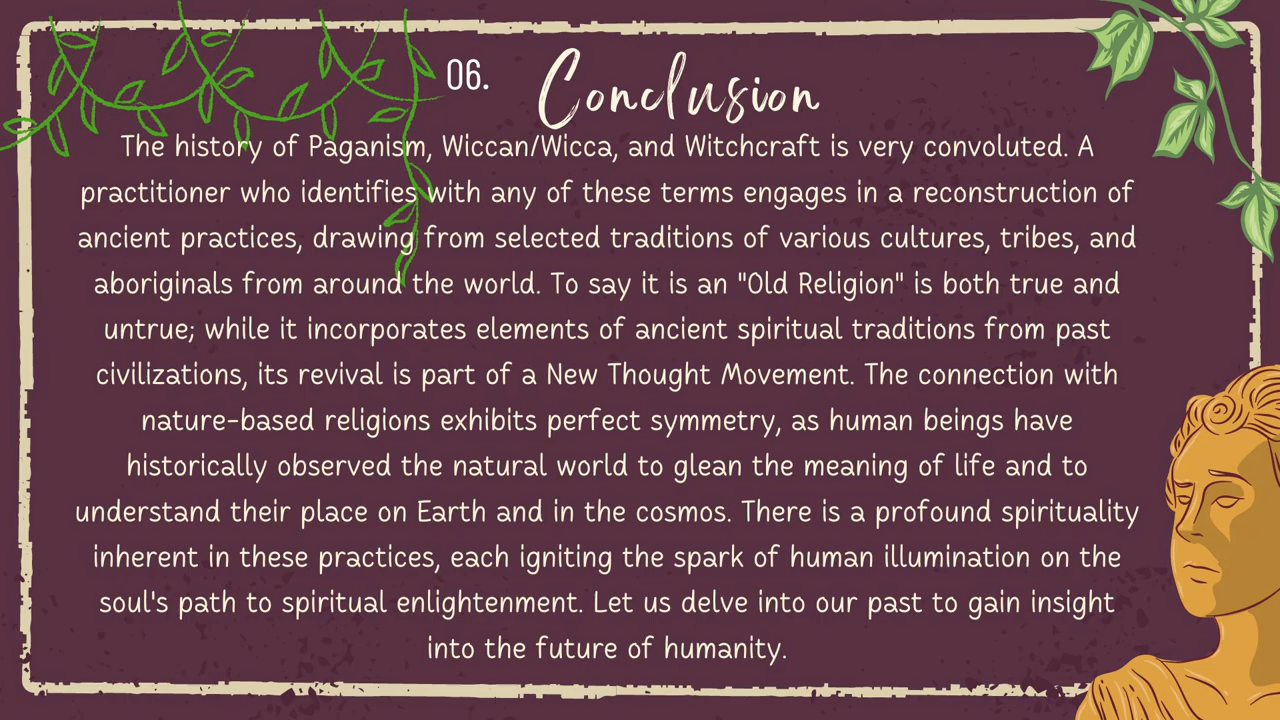 06. Conclusion
The history of Paganism, Wiccan/Wicca, and Witchcraft is very convoluted. A
practitioner who identifies with any of these terms engages in a reconstruction of
ancient practices, drawing from selected traditions of various cultures, tribes, and
aboriginals from around the world. To say it is an "Old Religion" is both true and
untrue; while it incorporates elements of ancient spiritual traditions from past
civilizations, its revival is part of a New Thought Movement. The connection with
nature-based religions exhibits perfect symmetry, as human beings have
historically observed the natural world to glean the meaning of life and to
understand their place on Earth and in the cosmos. There is a profound spirituality
inherent in these practices, each igniting the spark of human illumination on the
soul's path to spiritual enlightenment. Let us delve into our past to gain insight
into the future of humanity.